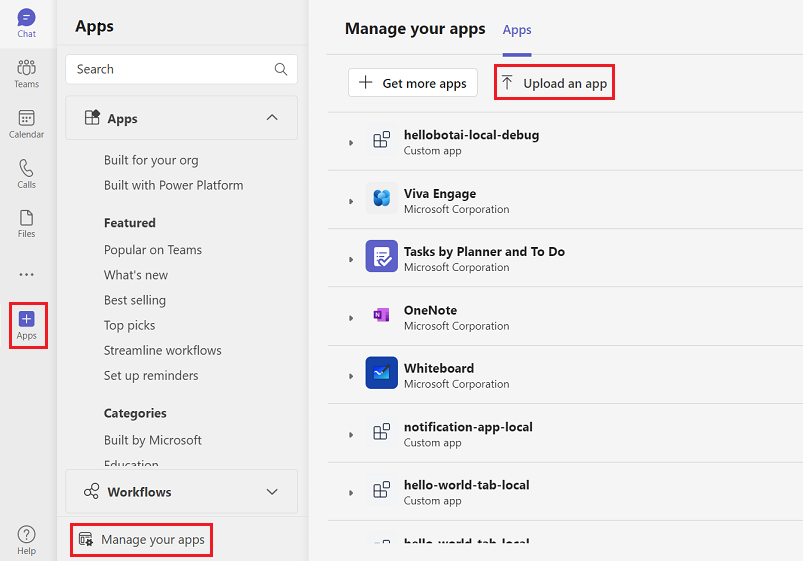 Chat
Teams
Calendar
Calls
Files
Apps
Help
Apps
Search
Apps
Built for your org
Built with Power Platform
Featured
Popular on Teams
What's new
Best selling
Top picks
Streamline workflows
Set up reminders
Categories
Built by Microsoft
Education
Workflows
Manage your apps
Manage your apps Apps
Get more apps Upload an app
hellobotai-local-debug
Custom app
Viva Engage
Microsoft Corporation
Tasks by Planner and To Do
Microsoft Corporation
OneNote
Microsoft Corporation
Whiteboard
Microsoft Corporation
notification-app-local
Custom app
hello-world-tab-local
Custom app
hello-world-tab-local